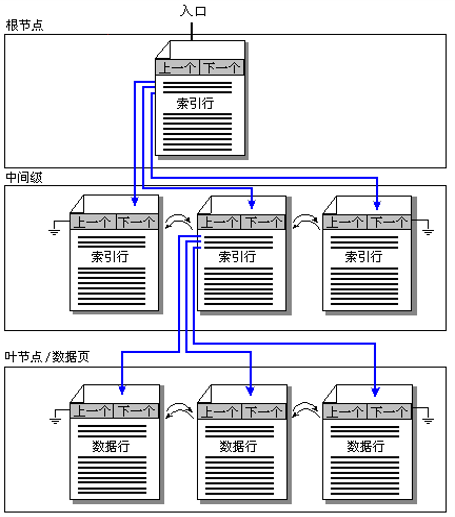 入口
根节点
上一个 下一个
索引行
中间级
上一个 下一个 上一个 下一个 上一个 下一个
索引行 索引行 索引行
叶节点/数据页
上一个 下一个 上一个 下一个 上一个 下一个
数据行 数据行 数据行